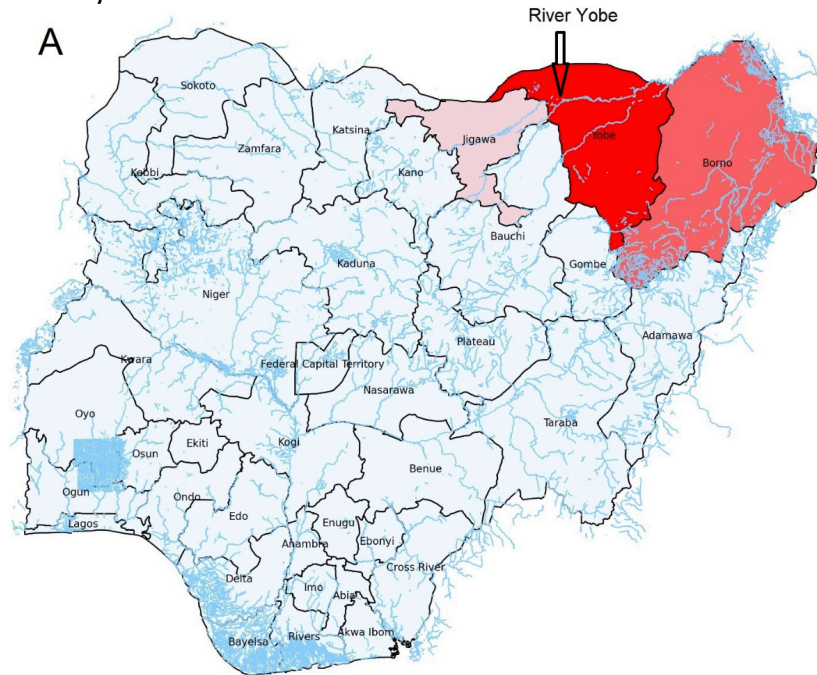 River Yobe
A
Sokoto
Katsina
Zamfara
Jigawa
Yobe
Kebbi
Kano
Borno
Bauchi
Kaduna
Gombe
Niger
Adamawa
Plateau
Kwara
Federal Capital Territory
Nasarawa
Oyo
Taraba
Kogi
Ekiti
Osun
Benue
Ogun
Ondo
Edo
Enugu
Lagos
Anambra
Ebonyi
Cross River
Delta
Imo
Abia
Bayelsa
Rivers
Akwa Ibom